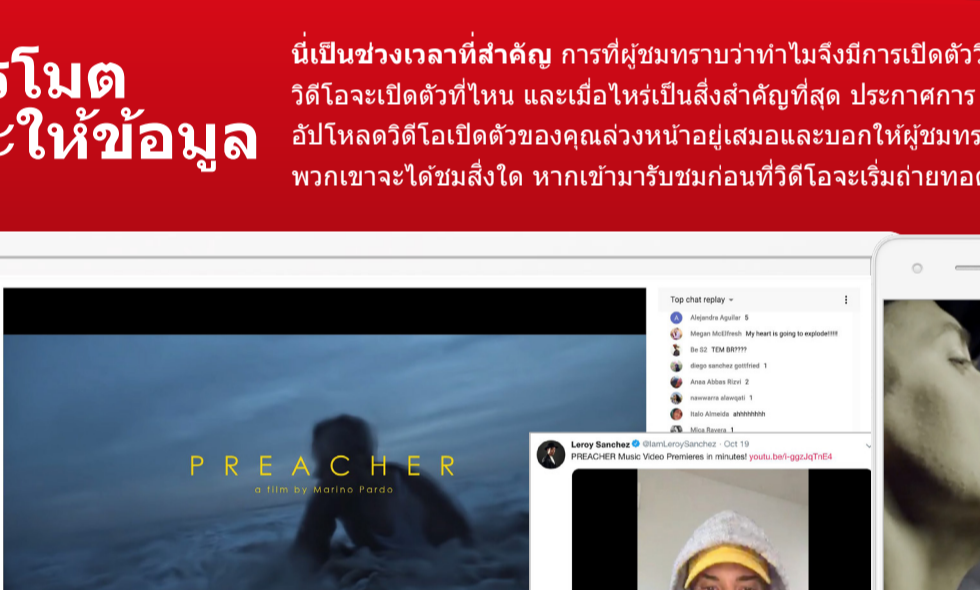 รโมต
ะให้ข้อมูล
นี่เป็นช่วงเวลาที่สำคัญ การที่ผู้ชมทราบว่าทำไมจึงมีการเปิดตัววิ
วิดีโอจะเปิดตัวที่ไหน และเมื่อไหร่เป็นสิ่งสำคัญที่สุด ประกาศการ
อัปโหลดวิดีโอเปิดตัวของคุณล่วงหน้าอยู่เสมอและบอกให้ผู้ชมทร
พวกเขาจะได้ชมสิ่งใด หากเข้ามารับชมก่อนที่วิดีโอจะเริ่มถ่ายทอด
PREACHER
a film by Marino Pardo
Top chat replay
A Alejandra Aguilar 5
Megan McElfresh My heart is going to explode!!!!!
Be S2 TEM BR????
diego sanchez gottfried 1
Anaa Abbas Rizvi 2
nawwarra alawqati 1
Italo Almeida ahhhhhhhh
Mica Ravera 1
Leroy Sanchez @IamLeroySanchez · Oct 19
PREACHER Music Video Premieres in minutes! youtu.be/i-ggzJqTnE4